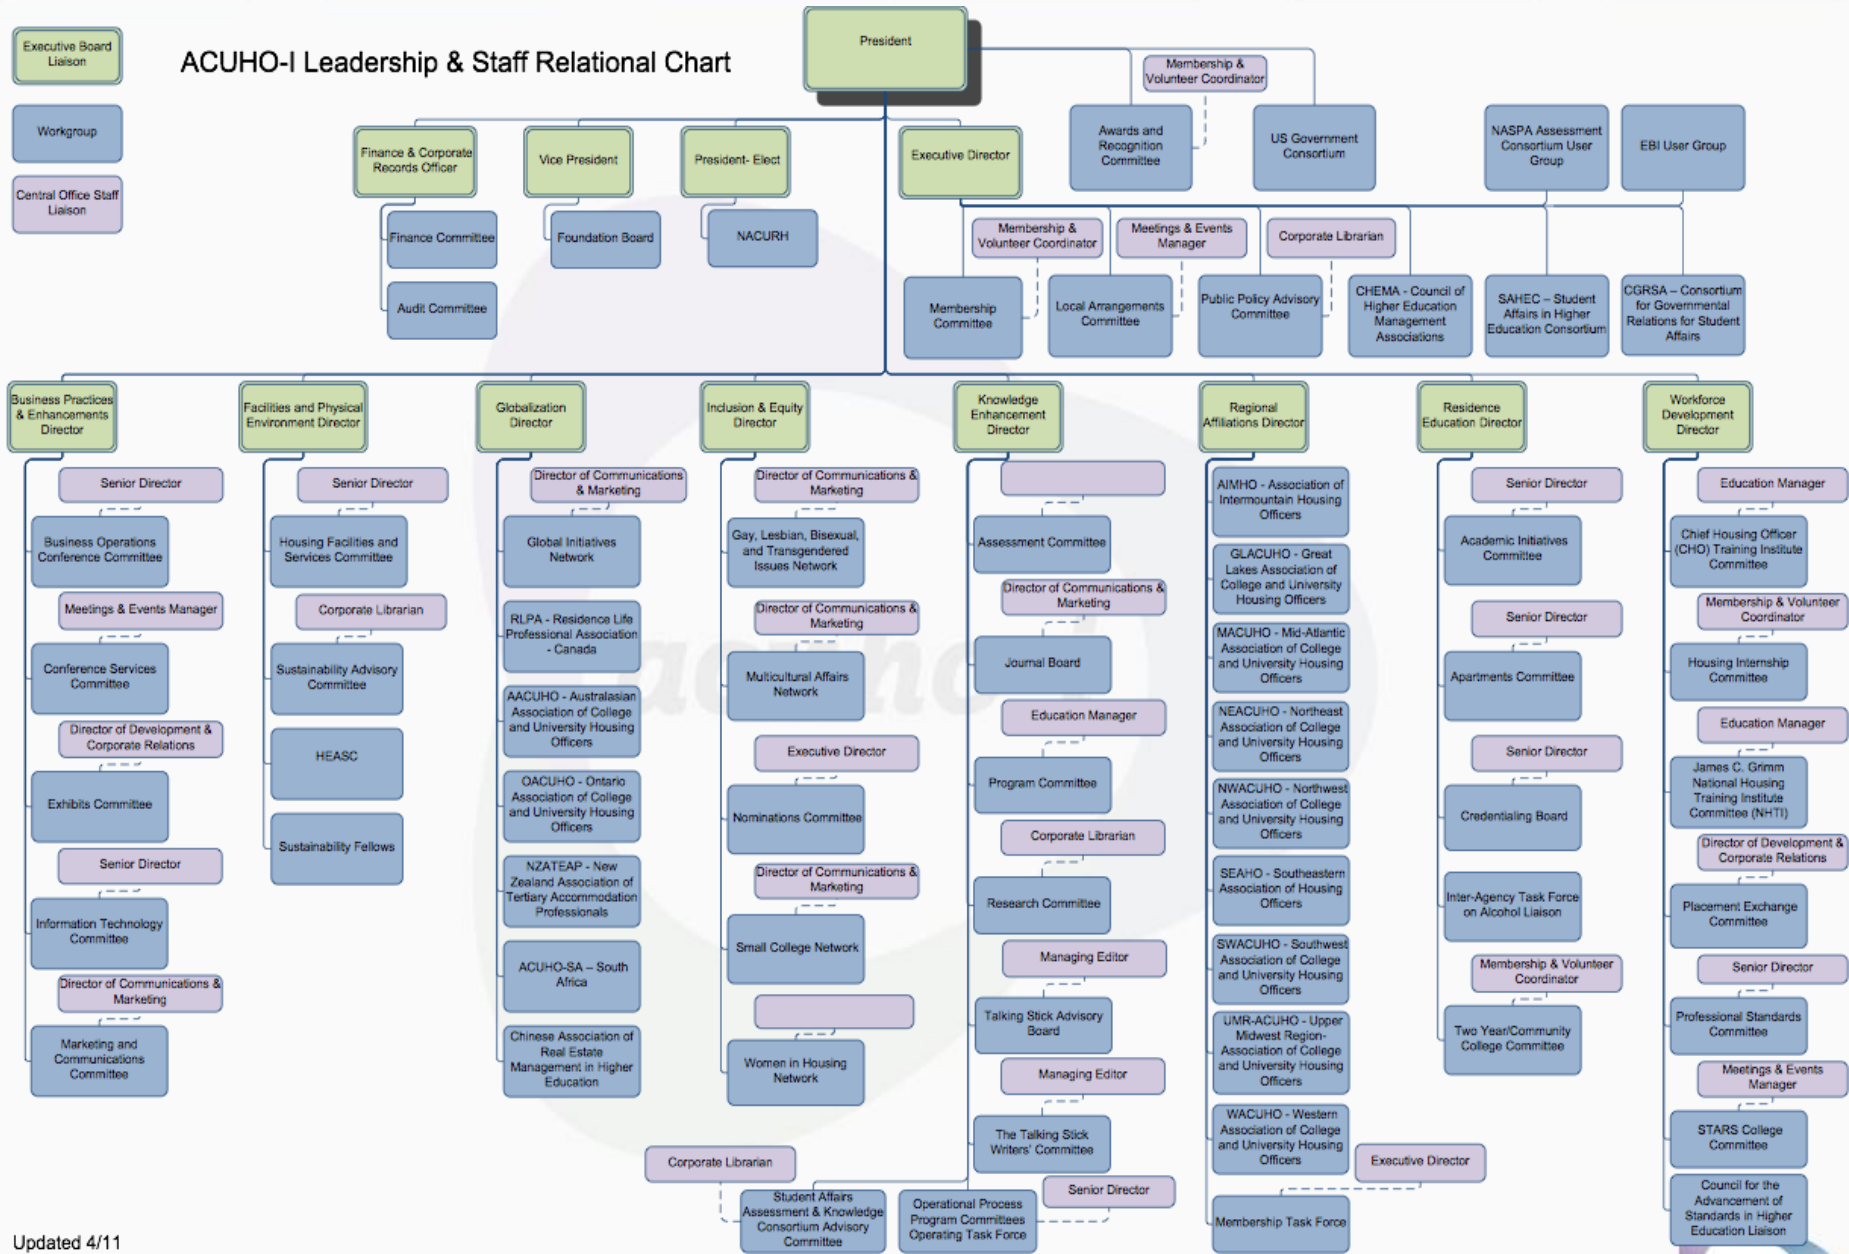 Executive Board
Liaison
Workgroup
Central Office Staff
Liaison
ACUHO-I Leadership & Staff Relational Chart
President
Membership &
Volunteer Coordinator
Finance & Corporate
Records Officer
Vice President
President- Elect
Executive Director
Awards and
Recognition
Committee
US Government
Consortium
NASPA Assessment
Consortium User
Group
EBI User Group
Finance Committee
Audit Committee
Foundation Board
NACURH
Membership &
Volunteer Coordinator
Meetings & Events
Manager
Corporate Librarian
Membership
Committee
Local Arrangements
Committee
Public Policy Advisory
Committee
CHEMA - Council of
Higher Education
Management
Associations
SAHEC – Student
Affairs in Higher
Education Consortium
CGRSA – Consortium
for Governmental
Relations for Student
Affairs
Business Practices
& Enhancements
Director
Senior Director
Business Operations
Conference Committee
Meetings & Events Manager
Conference Services
Committee
Director of Development &
Corporate Relations
Exhibits Committee
Senior Director
Information Technology
Committee
Director of Communications &
Marketing
Marketing and
Communications
Committee
Facilities and Physical
Environment Director
Senior Director
Housing Facilities and
Services Committee
Corporate Librarian
Sustainability Advisory
Committee
HEASC
Sustainability Fellows
Globalization
Director
Director of Communications
& Marketing
Global Initiatives
Network
RLPA - Residence Life
Professional Association
- Canada
AACUHO - Australasian
Association of College
and University Housing
Officers
OACUHO - Ontario
Association of College
and University Housing
Officers
NZATEAP - New
Zealand Association of
Tertiary Accommodation
Professionals
ACUHO-SA – South
Africa
Chinese Association of
Real Estate
Management in Higher
Education
Inclusion & Equity
Director
Director of Communications &
Marketing
Gay, Lesbian, Bisexual,
and Transgendered
Issues Network
Director of Communications &
Marketing
Multicultural Affairs
Network
Executive Director
Nominations Committee
Director of Communications &
Marketing
Small College Network
Women in Housing
Network
Knowledge
Enhancement
Director
Assessment Committee
Director of Communications &
Marketing
Journal Board
Education Manager
Program Committee
Corporate Librarian
Research Committee
Managing Editor
Talking Stick Advisory
Board
Managing Editor
The Talking Stick
Writers' Committee
Corporate Librarian
Student Affairs
Assessment & Knowledge
Consortium Advisory
Committee
Operational Process
Program Committees
Operating Task Force
Senior Director
Regional
Affiliations Director
AIMHO - Association of
Intermountain Housing
Officers
GLACUHO - Great
Lakes Association of
College and University
Housing Officers
MACUHO - Mid-Atlantic
Association of College
and University Housing
Officers
NEACUHO - Northeast
Association of College
and University Housing
Officers
NWACUHO - Northwest
Association of College
and University Housing
Officers
SEAHO - Southeastern
Association of Housing
Officers
SWACUHO - Southwest
Association of College
and University Housing
Officers
UMR-ACUHO - Upper
Midwest Region-
Association of College
and University Housing
Officers
WACUHO - Western
Association of College
and University Housing
Officers
Executive Director
Membership Task Force
Residence
Education Director
Senior Director
Academic Initiatives
Committee
Senior Director
Apartments Committee
Senior Director
Credentialing Board
Inter-Agency Task Force
on Alcohol Liaison
Membership & Volunteer
Coordinator
Two Year/Community
College Committee
Workforce
Development
Director
Education Manager
Chief Housing Officer
(CHO) Training Institute
Committee
Membership & Volunteer
Coordinator
Housing Internship
Committee
Education Manager
James C. Grimm
National Housing
Training Institute
Committee (NHTI)
Director of Development &
Corporate Relations
Placement Exchange
Committee
Senior Director
Professional Standards
Committee
Meetings & Events
Manager
STARS College
Committee
Council for the
Advancement of
Standards in Higher
Education Liaison
Updated 4/11